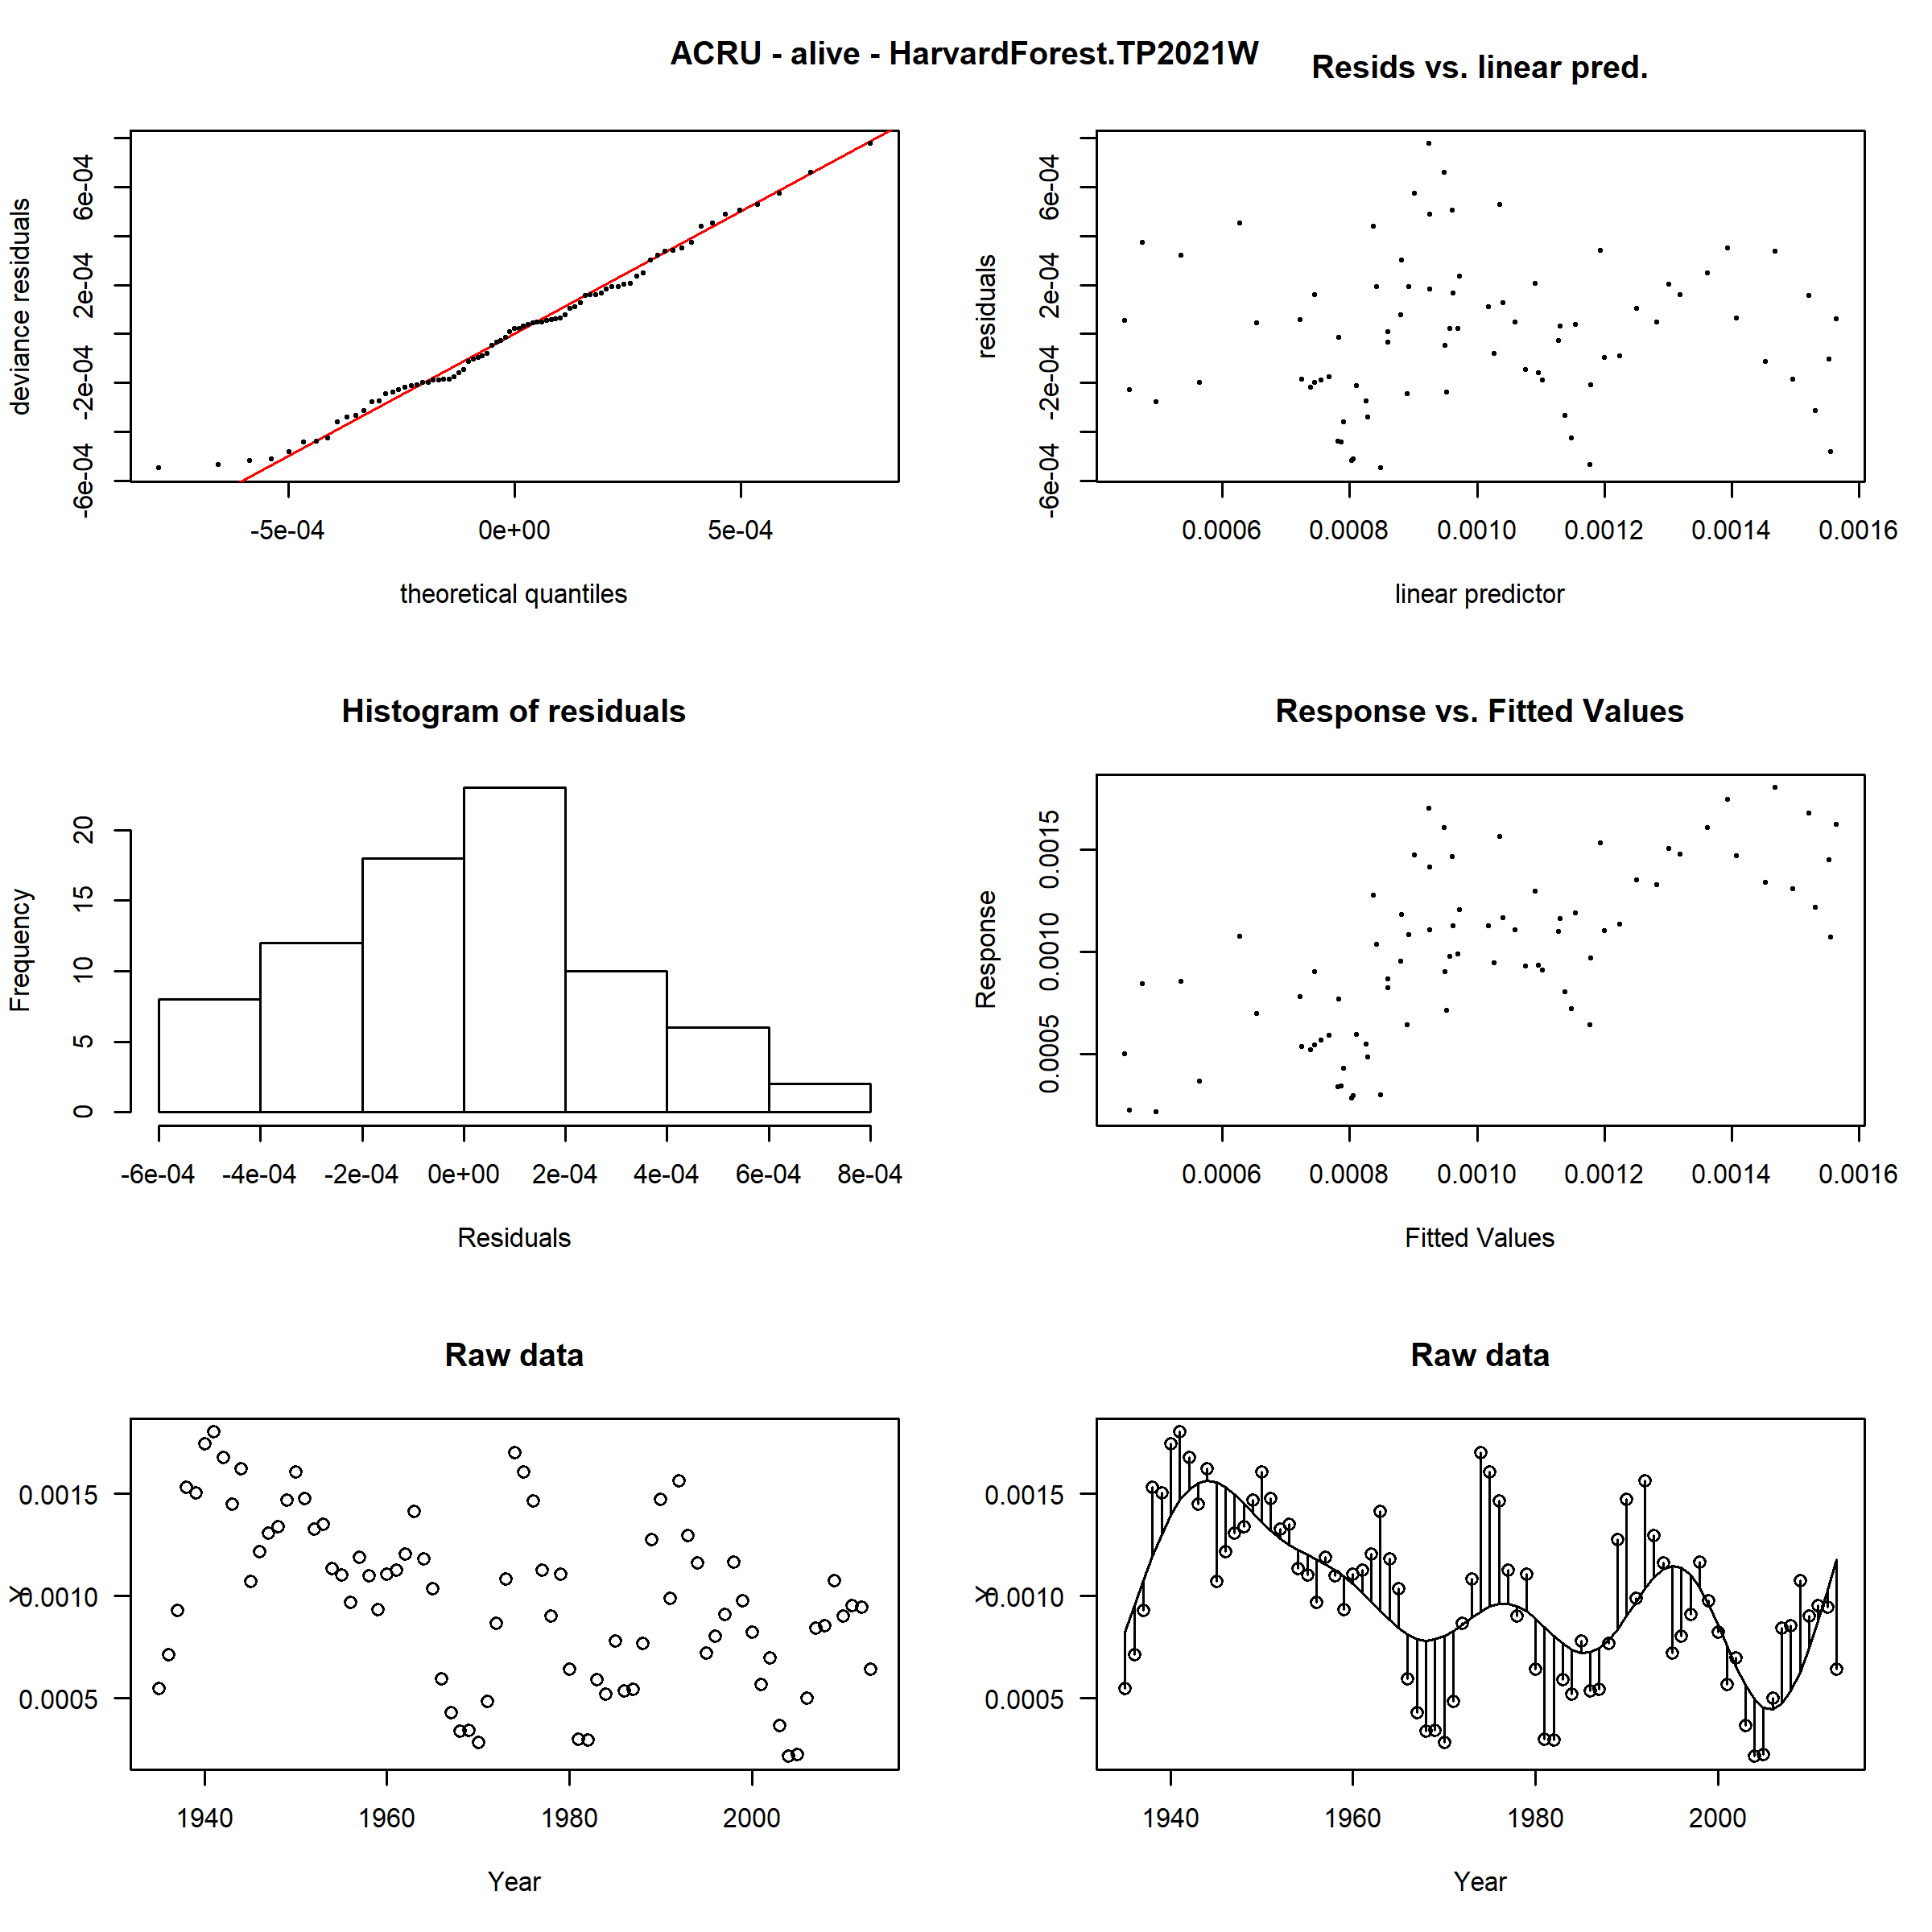 ACRU - alive - HarvardForest.TP2021W
Resids vs. linear pred.
deviance residuals
-6e-04 -2e-04 2e-04 6e-04
-5e-04 0e+00 5e-04
theoretical quantiles
residuals
-6e-04 -2e-04 2e-04 6e-04
0.0006 0.0008 0.0010 0.0012 0.0014 0.0016
linear predictor
Histogram of residuals
Frequency
0 5 10 15 20
-6e-04 -4e-04 -2e-04 0e+00 2e-04 4e-04 6e-04 8e-04
Residuals
Response vs. Fitted Values
Response
0.0005 0.0010 0.0015
0.0006 0.0008 0.0010 0.0012 0.0014 0.0016
Fitted Values
Raw data
0.0015
0.0010
0.0005
1940 1960 1980 2000
Year
Raw data
0.0015
0.0010
0.0005
1940 1960 1980 2000
Year